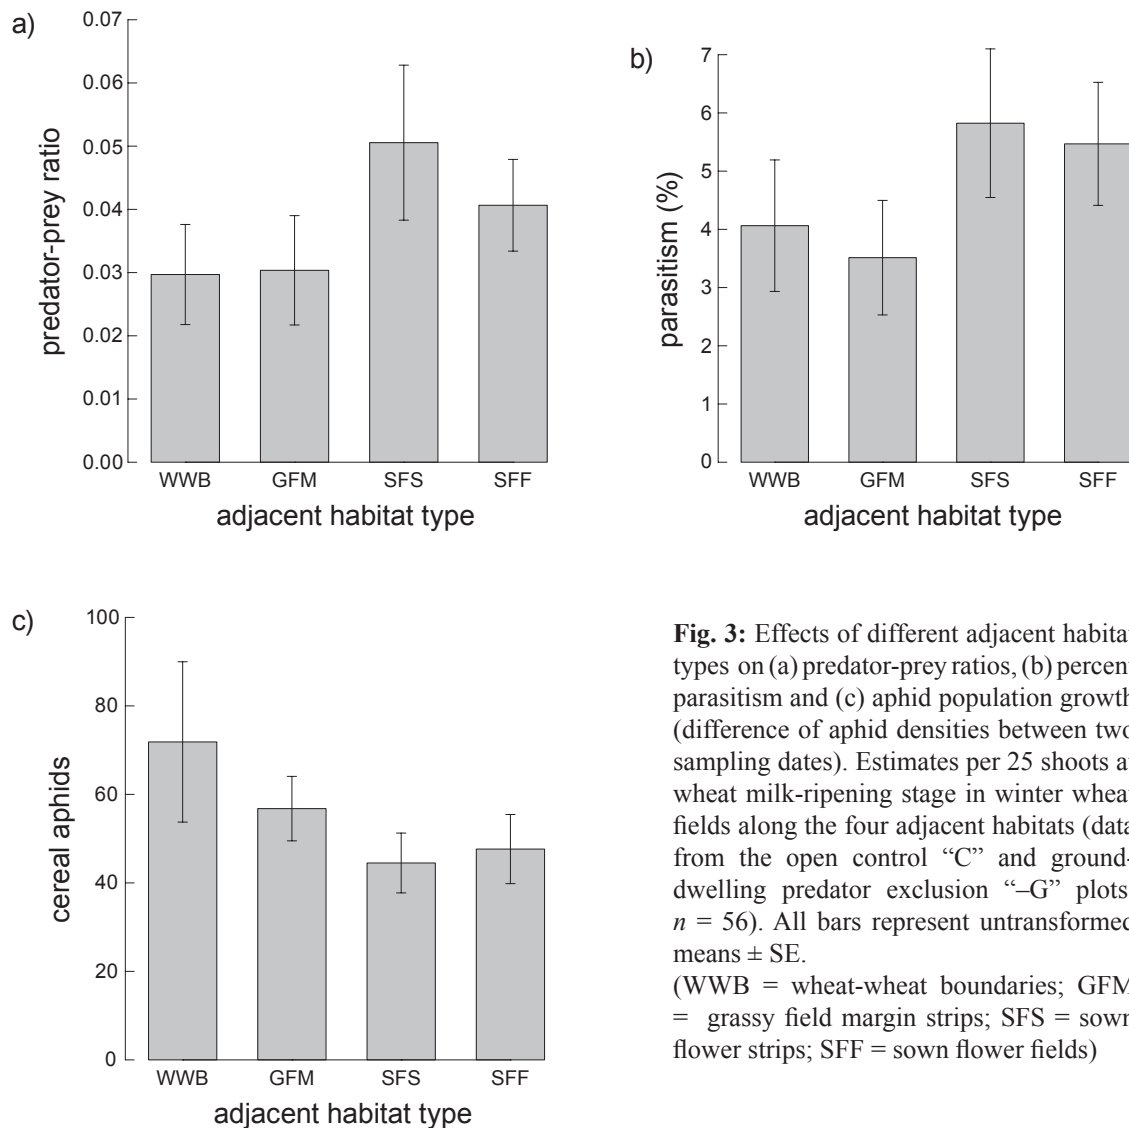 a)
0.07
0.06
0.05
0.04
0.03
0.02
0.01
0.00
predator-prey ratio
WWB GFM SFS SFF
adjacent habitat type
b)
7
6
5
4
3
2
1
0
parasitism (%)
WWB GFM SFS SFF
adjacent habitat type
c)
100
80
60
40
20
0
cereal aphids
WWB GFM SFS SFF
adjacent habitat type
Fig. 3: Effects of different adjacent habitat
types on (a) predator-prey ratios, (b) percent
parasitism and (c) aphid population growth
(difference of aphid densities between two
sampling dates). Estimates per 25 shoots at
wheat milk-ripening stage in winter wheat
fields along the four adjacent habitats (data
from the open control “C” and ground-
dwelling predator exclusion “–G” plots
n = 56). All bars represent untransformed
means ± SE.
(WWB = wheat-wheat boundaries; GFM
= grassy field margin strips; SFS = sown
flower strips; SFF = sown flower fields)